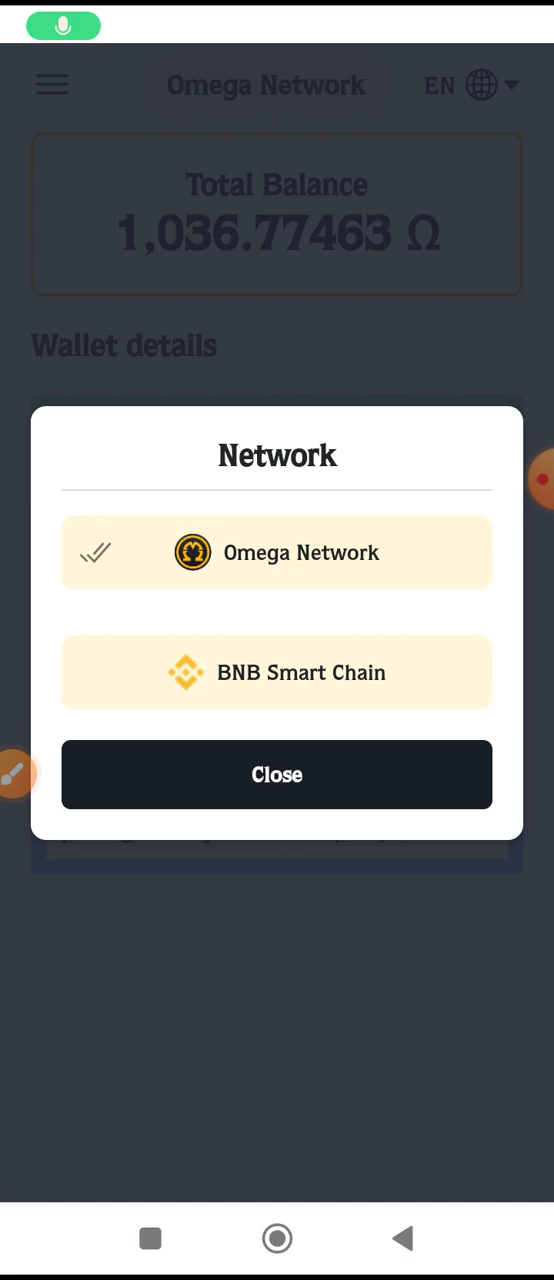 Omega Network
EN
Total Balance
1,036.77463 Ω
Wallet details
Network
Omega Network
BNB Smart Chain
Close